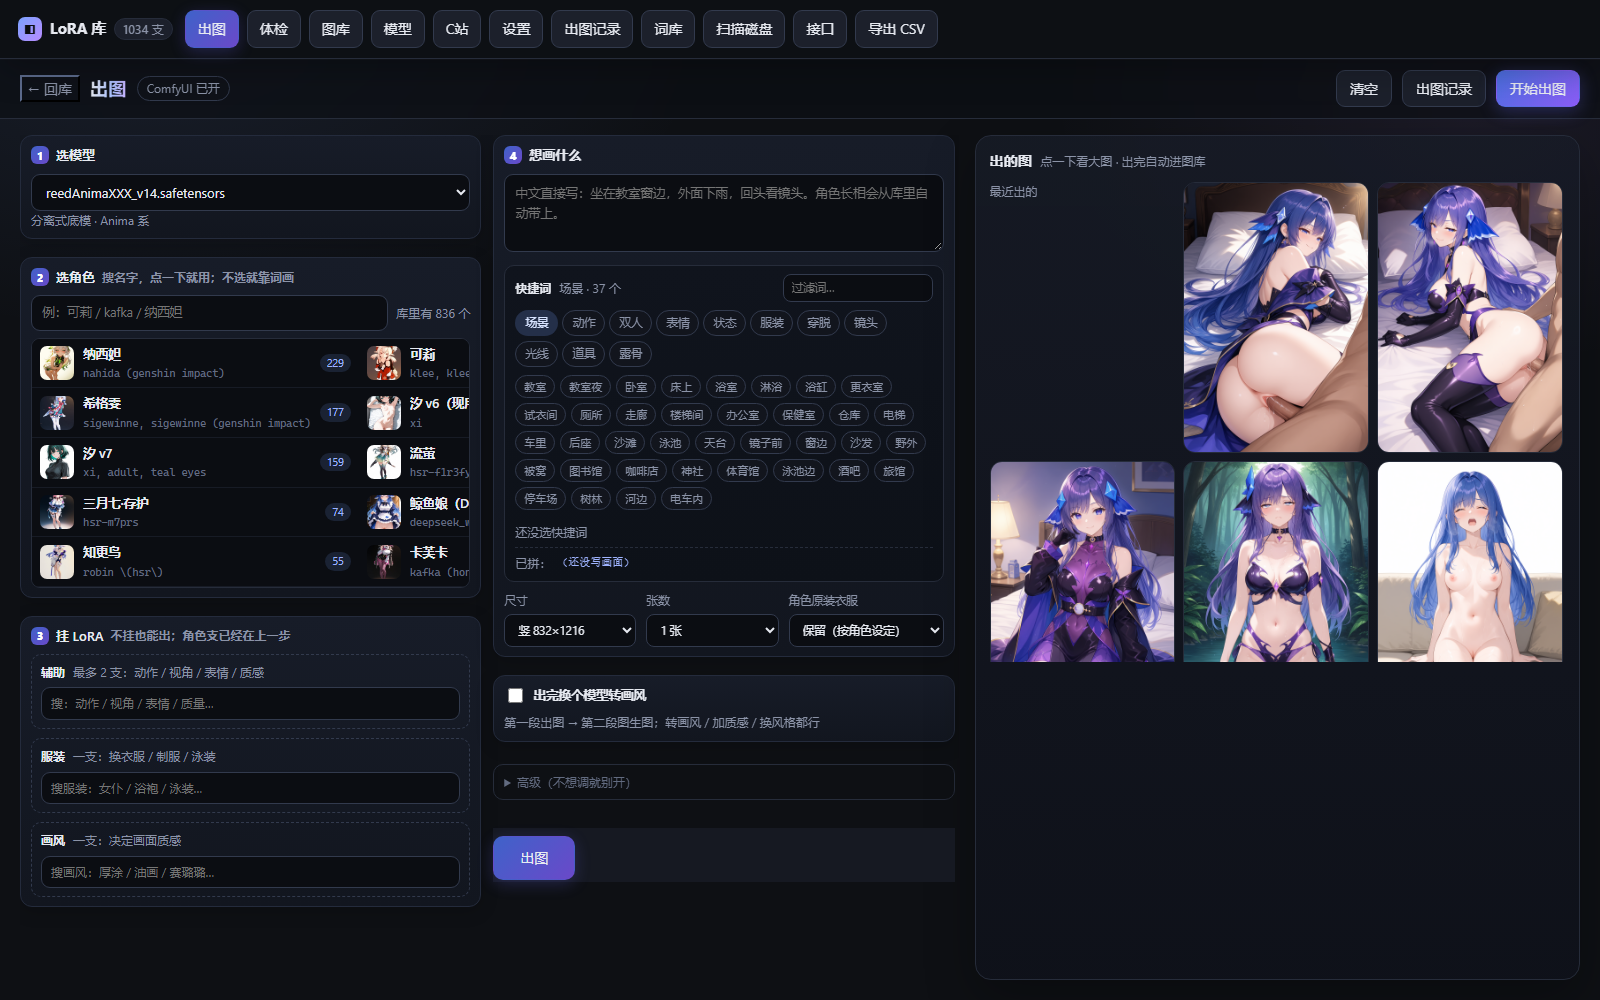 LoRA 库 1034 支 出图 体检 图库 模型 C站 设置 出图记录 词库 扫描磁盘 接口 导出 CSV
← 回库 出图 ComfyUI 已开 清空 出图记录 开始出图
1 选模型
reedAnimaXXX_v14.safetensors
分离式底模 · Anima 系
2 选角色 搜名字，点一下就用；不选就靠词画
例：可莉 / kafka / 纳西妲 库里有 836 个
纳西妲 229 可莉
nahida (genshin impact) klee, klee
希格雯 177 汐 v6
sigewinne, sigewinne (genshin impact) xi
汐 v7 159 流萤
xi, adult, teal eyes hsr-f1r3fy
三月七·存护 74 鲸鱼娘
hsr-m7prs deepseek_w
知更鸟 55 卡芙卡
robin \(hsr\) kafka (hon
3 挂 LoRA 不挂也能出；角色支已经在上一步
辅助 最多 2 支：动作 / 视角 / 表情 / 质感
搜：动作 / 视角 / 表情 / 质量...
服装 一支：换衣服 / 制服 / 泳装
搜服装：女仆 / 浴袍 / 泳装...
画风 一支：决定画面质感
搜画风：厚涂 / 油画 / 赛璐璐...
4 想画什么
中文直接写：坐在教室窗边，外面下雨，回头看镜头。角色长相会从库里自
动带上。
快捷词 场景 · 37 个 过滤词...
场景 动作 双人 表情 状态 服装 穿脱 镜头
光线 道具 露骨
教室 教室夜 卧室 床上 浴室 淋浴 浴缸 更衣室
试衣间 厕所 走廊 楼梯间 办公室 保健室 仓库 电梯
车里 后座 沙滩 泳池 天台 镜子前 窗边 沙发 野外
被窝 图书馆 咖啡店 神社 体育馆 泳池边 酒吧 旅馆
停车场 树林 河边 电车内
还没选快捷词
已拼： （还没写画面）
尺寸 张数 角色原装衣服
竖 832×1216 1 张 保留（按角色设定）
出完换个模型转画风
第一段出图 → 第二段图生图；转画风 / 加质感 / 换风格都行
▶ 高级（不想调就别开）
出图
出的图 点一下看大图 · 出完自动进图库
最近出的